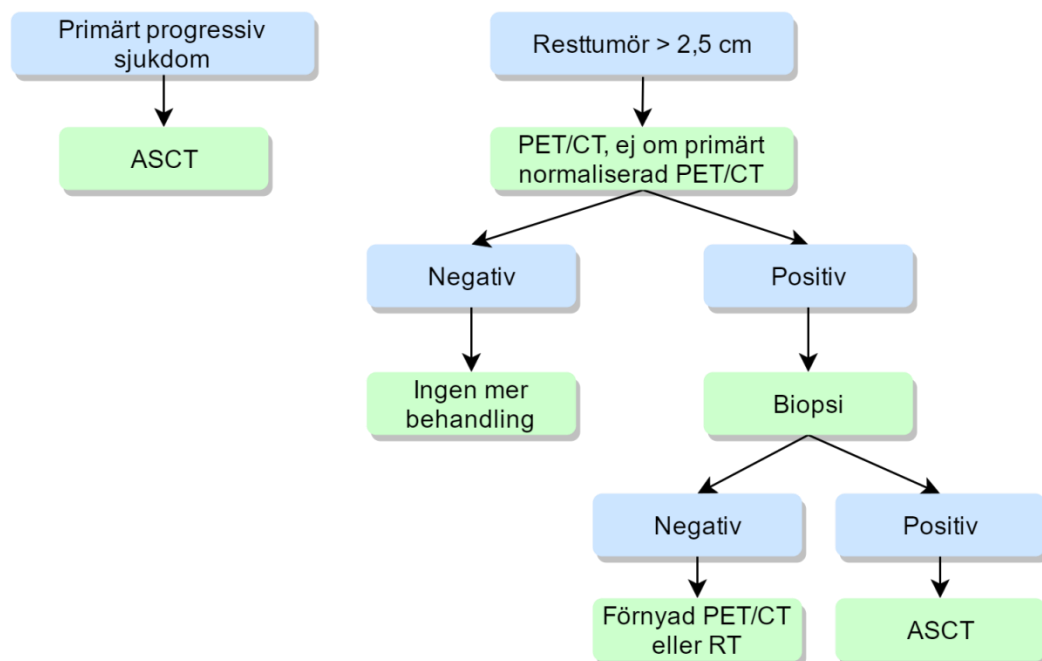 Primärt progressiv
sjukdom
ASCT
Resttumör > 2,5 cm
PET/CT, ej om primärt
normaliserad PET/CT
Negativ
Positiv
Ingen mer
behandling
Biopsi
Negativ
Positiv
Förnyad PET/CT
eller RT
ASCT